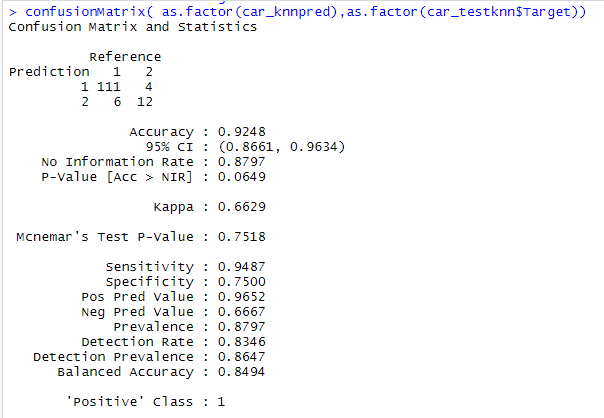 > confusionMatrix( as.factor(car_knnpred),as.factor(car_testknn$Target))
Confusion Matrix and Statistics
Reference
Prediction 1 2
1 111 4
2 6 12
Accuracy : 0.9248
95% CI : (0.8661, 0.9634)
No Information Rate : 0.8797
P-Value [Acc > NIR] : 0.0649
Kappa : 0.6629
Mcnemar's Test P-Value : 0.7518
Sensitivity : 0.9487
Specificity : 0.7500
Pos Pred Value : 0.9652
Neg Pred Value : 0.6667
Prevalence : 0.8797
Detection Rate : 0.8346
Detection Prevalence : 0.8647
Balanced Accuracy : 0.8494
'Positive' Class : 1